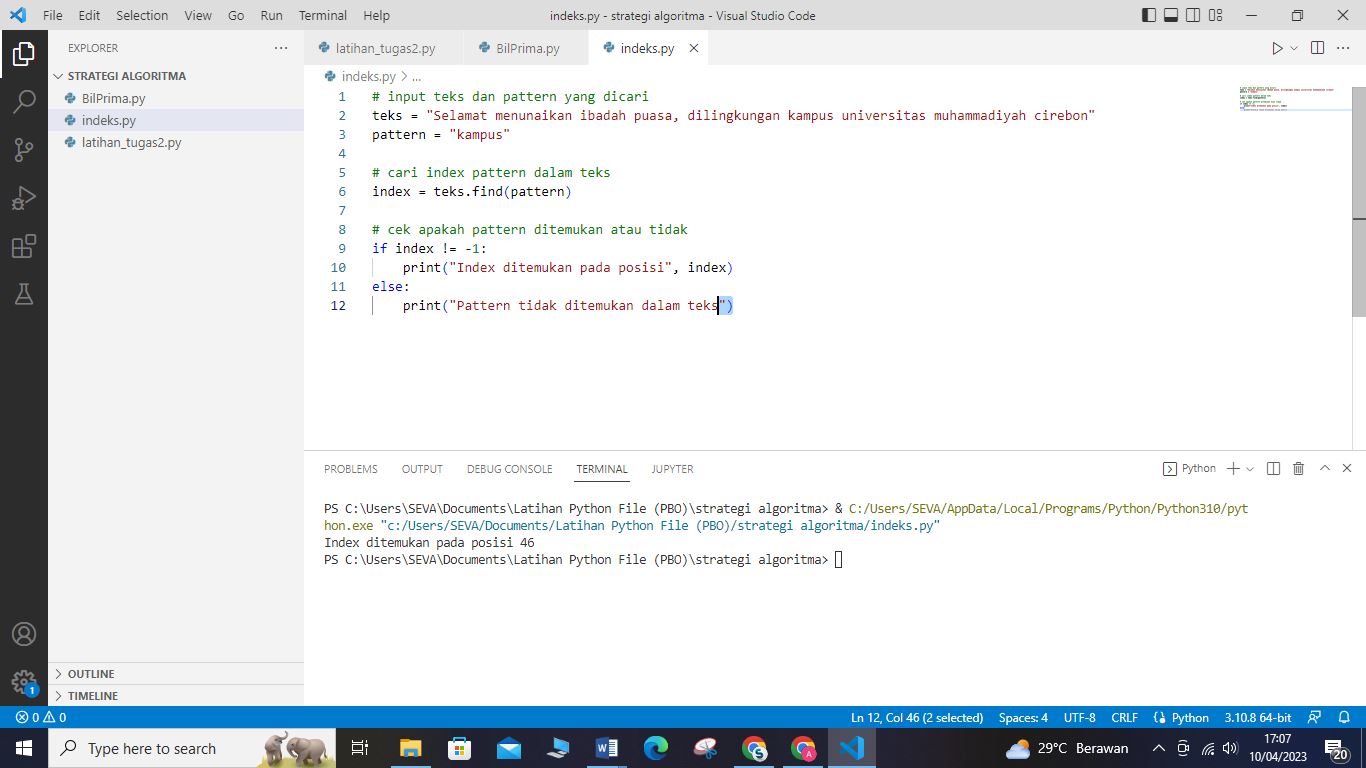 File Edit Selection View Go Run Terminal Help indeks.py - strategi algoritma - Visual Studio Code
EXPLORER
STRATEGI ALGORITMA
BilPrima.py
indeks.py
latihan_tugas2.py
OUTLINE
TIMELINE
1
latihan_tugas2.py BilPrima.py indeks.py
indeks.py > ...
1 # input teks dan pattern yang dicari
2 teks = "Selamat menunaikan ibadah puasa, dilingkungan kampus universitas muhammadiyah cirebon"
3 pattern = "kampus"
4
5 # cari index pattern dalam teks
6 index = teks.find(pattern)
7
8 # cek apakah pattern ditemukan atau tidak
9 if index != -1:
10 print("Index ditemukan pada posisi", index)
11 else:
12 print("Pattern tidak ditemukan dalam teks")
PROBLEMS OUTPUT DEBUG CONSOLE TERMINAL JUPYTER Python
PS C:\Users\SEVA\Documents\Latihan Python File (PBO)\strategi algoritma> & C:/Users/SEVA/AppData/Local/Programs/Python/Python310/pyt
hon.exe "c:/Users/SEVA/Documents/Latihan Python File (PBO)/strategi algoritma/indeks.py"
Index ditemukan pada posisi 46
PS C:\Users\SEVA\Documents\Latihan Python File (PBO)\strategi algoritma>
0 0 Ln 12, Col 46 (2 selected) Spaces: 4 UTF-8 CRLF Python 3.10.8 64-bit
Type here to search 29°C Berawan 17:07
10/04/2023 20